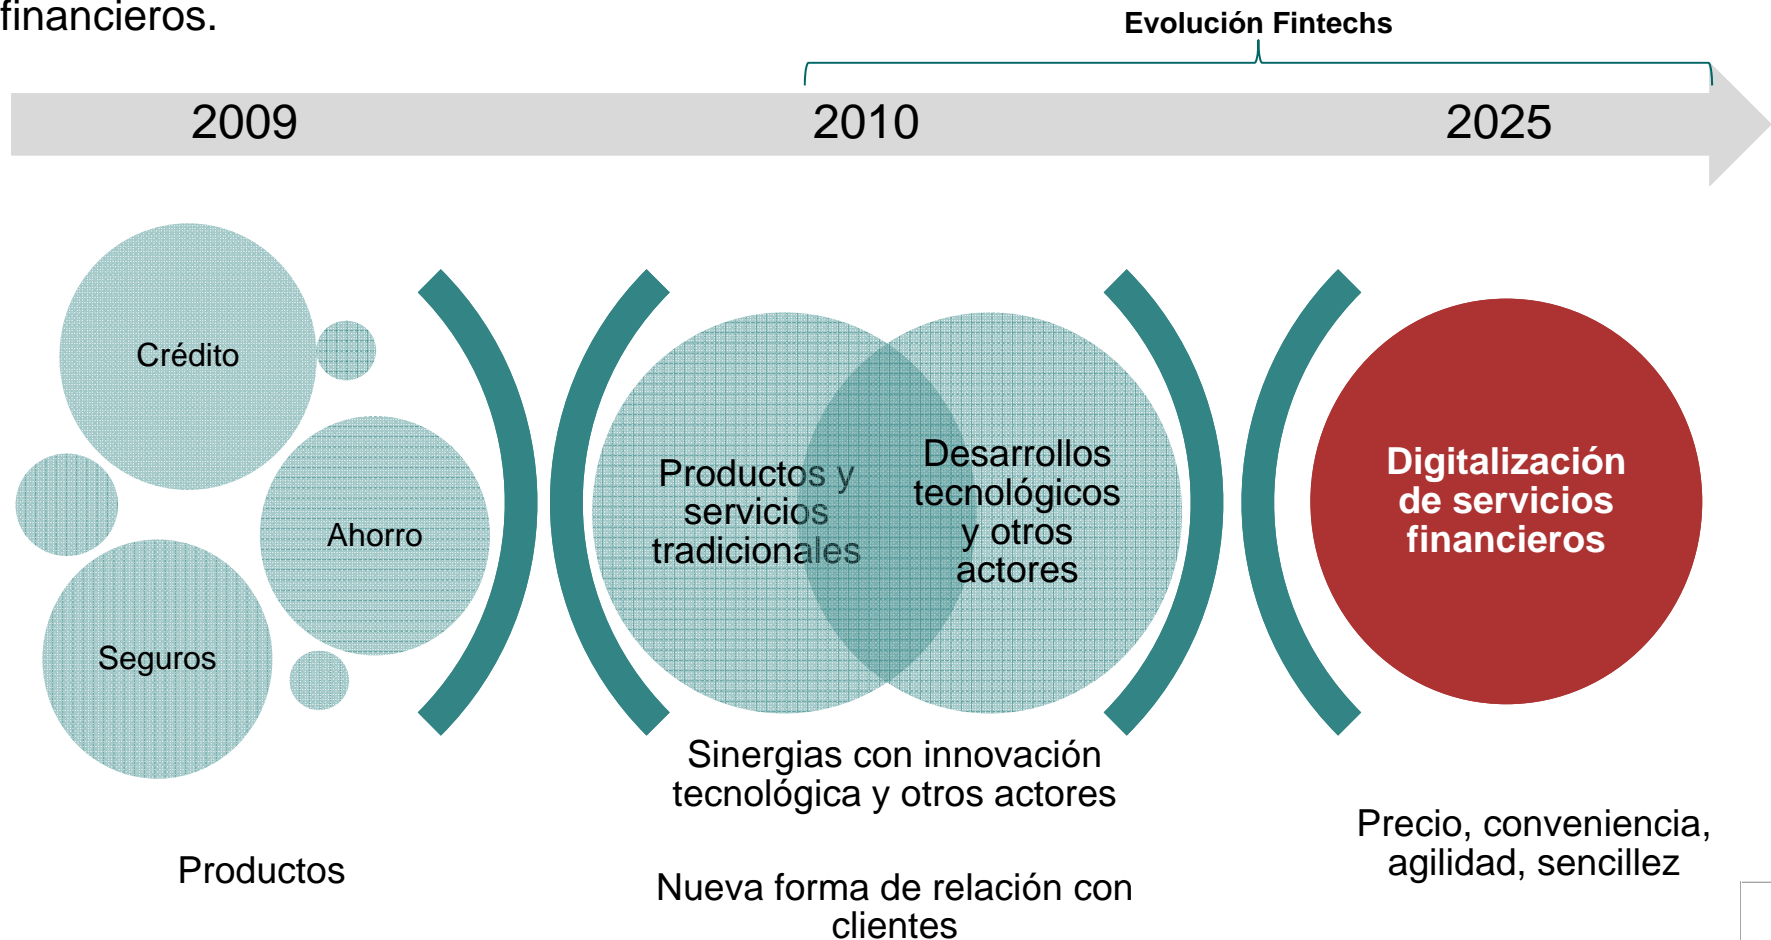 financieros.
Evolución Fintechs
2009
2010
2025
Crédito
Ahorro
Seguros
Productos
Productos y
servicios
tradicionales
Desarrollos
tecnológicos
y otros
actores
Sinergias con innovación
tecnológica y otros actores
Nueva forma de relación con
clientes
Digitalización
de servicios
financieros
Precio, conveniencia,
agilidad, sencillez